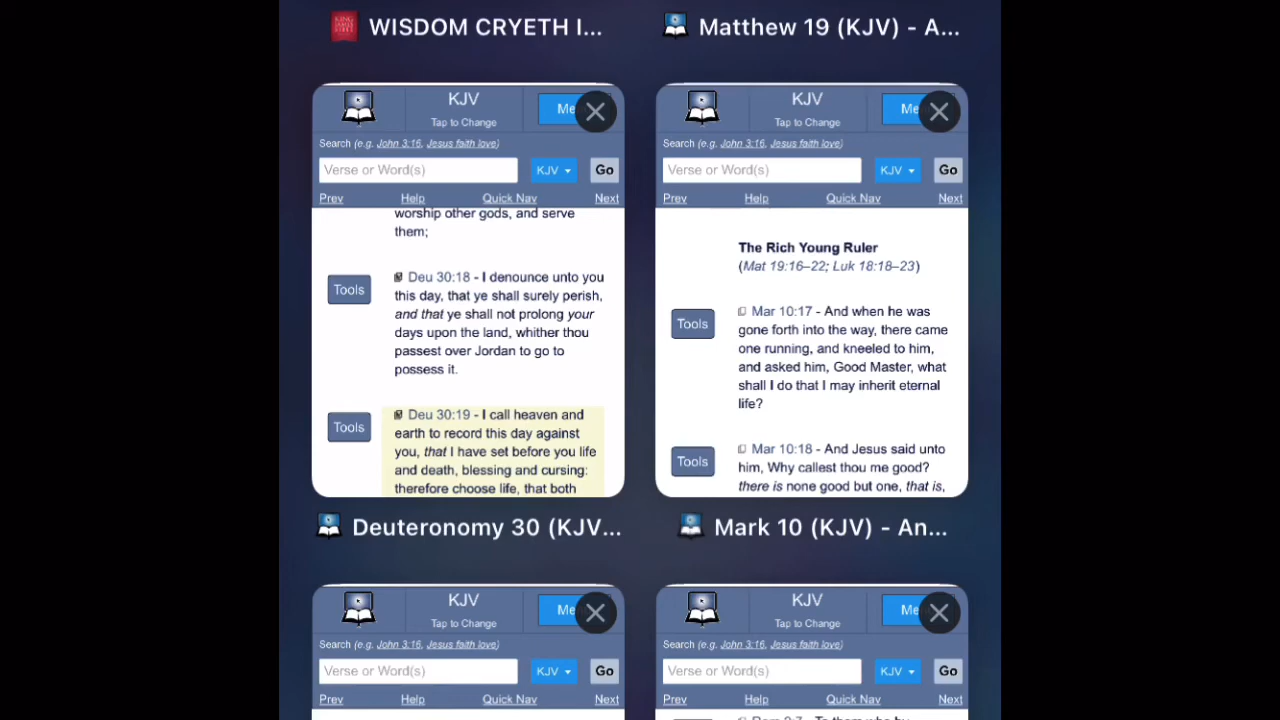 WISDOM CRYETH I...
Matthew 19 (KJV) - A...
KJV
Tap to Change
Me
Search (e.g. John 3:16, Jesus faith love)
Verse or Word(s)
KJV
Go
Prev
Help
Quick Nav
Next
worship other gods, and serve
them;
Tools
Deu 30:18 - I denounce unto you
this day, that ye shall surely perish,
and that ye shall not prolong your
days upon the land, whither thou
passest over Jordan to go to
possess it.
Tools
Deu 30:19 - I call heaven and
earth to record this day against
you, that I have set before you life
and death, blessing and cursing:
therefore choose life, that both
Deuteronomy 30 (KJV...
KJV
Tap to Change
Me
Search (e.g. John 3:16, Jesus faith love)
Verse or Word(s)
KJV
Go
Prev
Help
Quick Nav
Next
The Rich Young Ruler
(Mat 19:16–22; Luk 18:18–23)
Tools
Mar 10:17 - And when he was
gone forth into the way, there came
one running, and kneeled to him,
and asked him, Good Master, what
shall I do that I may inherit eternal
life?
Tools
Mar 10:18 - And Jesus said unto
him, Why callest thou me good?
there is none good but one, that is,
Mark 10 (KJV) - An...
KJV
Tap to Change
Me
Search (e.g. John 3:16, Jesus faith love)
Verse or Word(s)
KJV
Go
Prev
Help
Quick Nav
Next
KJV
Tap to Change
Me
Search (e.g. John 3:16, Jesus faith love)
Verse or Word(s)
KJV
Go
Prev
Help
Quick Nav
Next